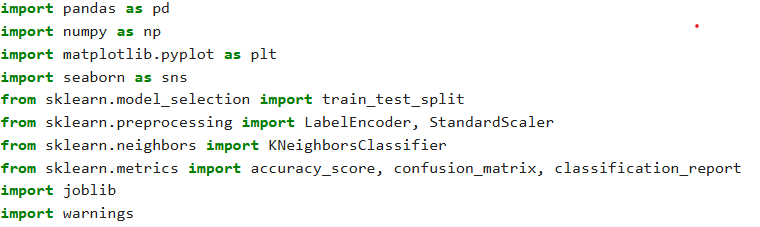 import pandas as pd
import numpy as np
import matplotlib.pyplot as plt
import seaborn as sns
from sklearn.model_selection import train_test_split
from sklearn.preprocessing import LabelEncoder, StandardScaler
from sklearn.neighbors import KNeighborsClassifier
from sklearn.metrics import accuracy_score, confusion_matrix, classification_report
import joblib
import warnings